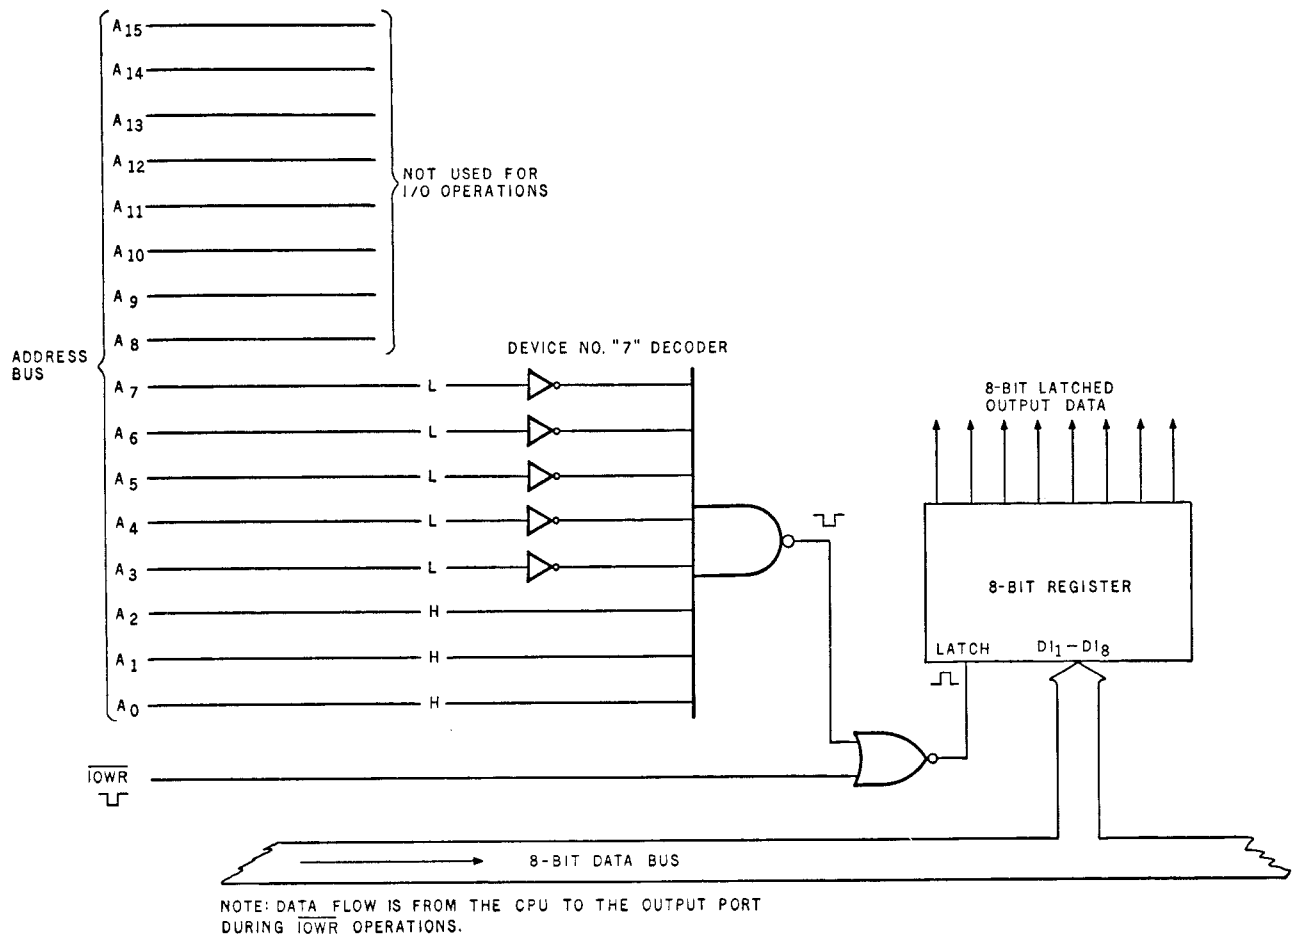 A15
A14
A13
A12
NOT USED FOR
I/O OPERATIONS
A11
A10
A9
A8
ADDRESS
BUS
DEVICE NO. "7" DECODER
A7 L
A6 L
A5 L
A4 L
A3 L
A2 H
A1 H
A0 H
8-BIT LATCHED
OUTPUT DATA
8-BIT REGISTER
LATCH DI1-DI8
IOWR
8-BIT DATA BUS
NOTE: DATA FLOW IS FROM THE CPU TO THE OUTPUT PORT
DURING IOWR OPERATIONS.